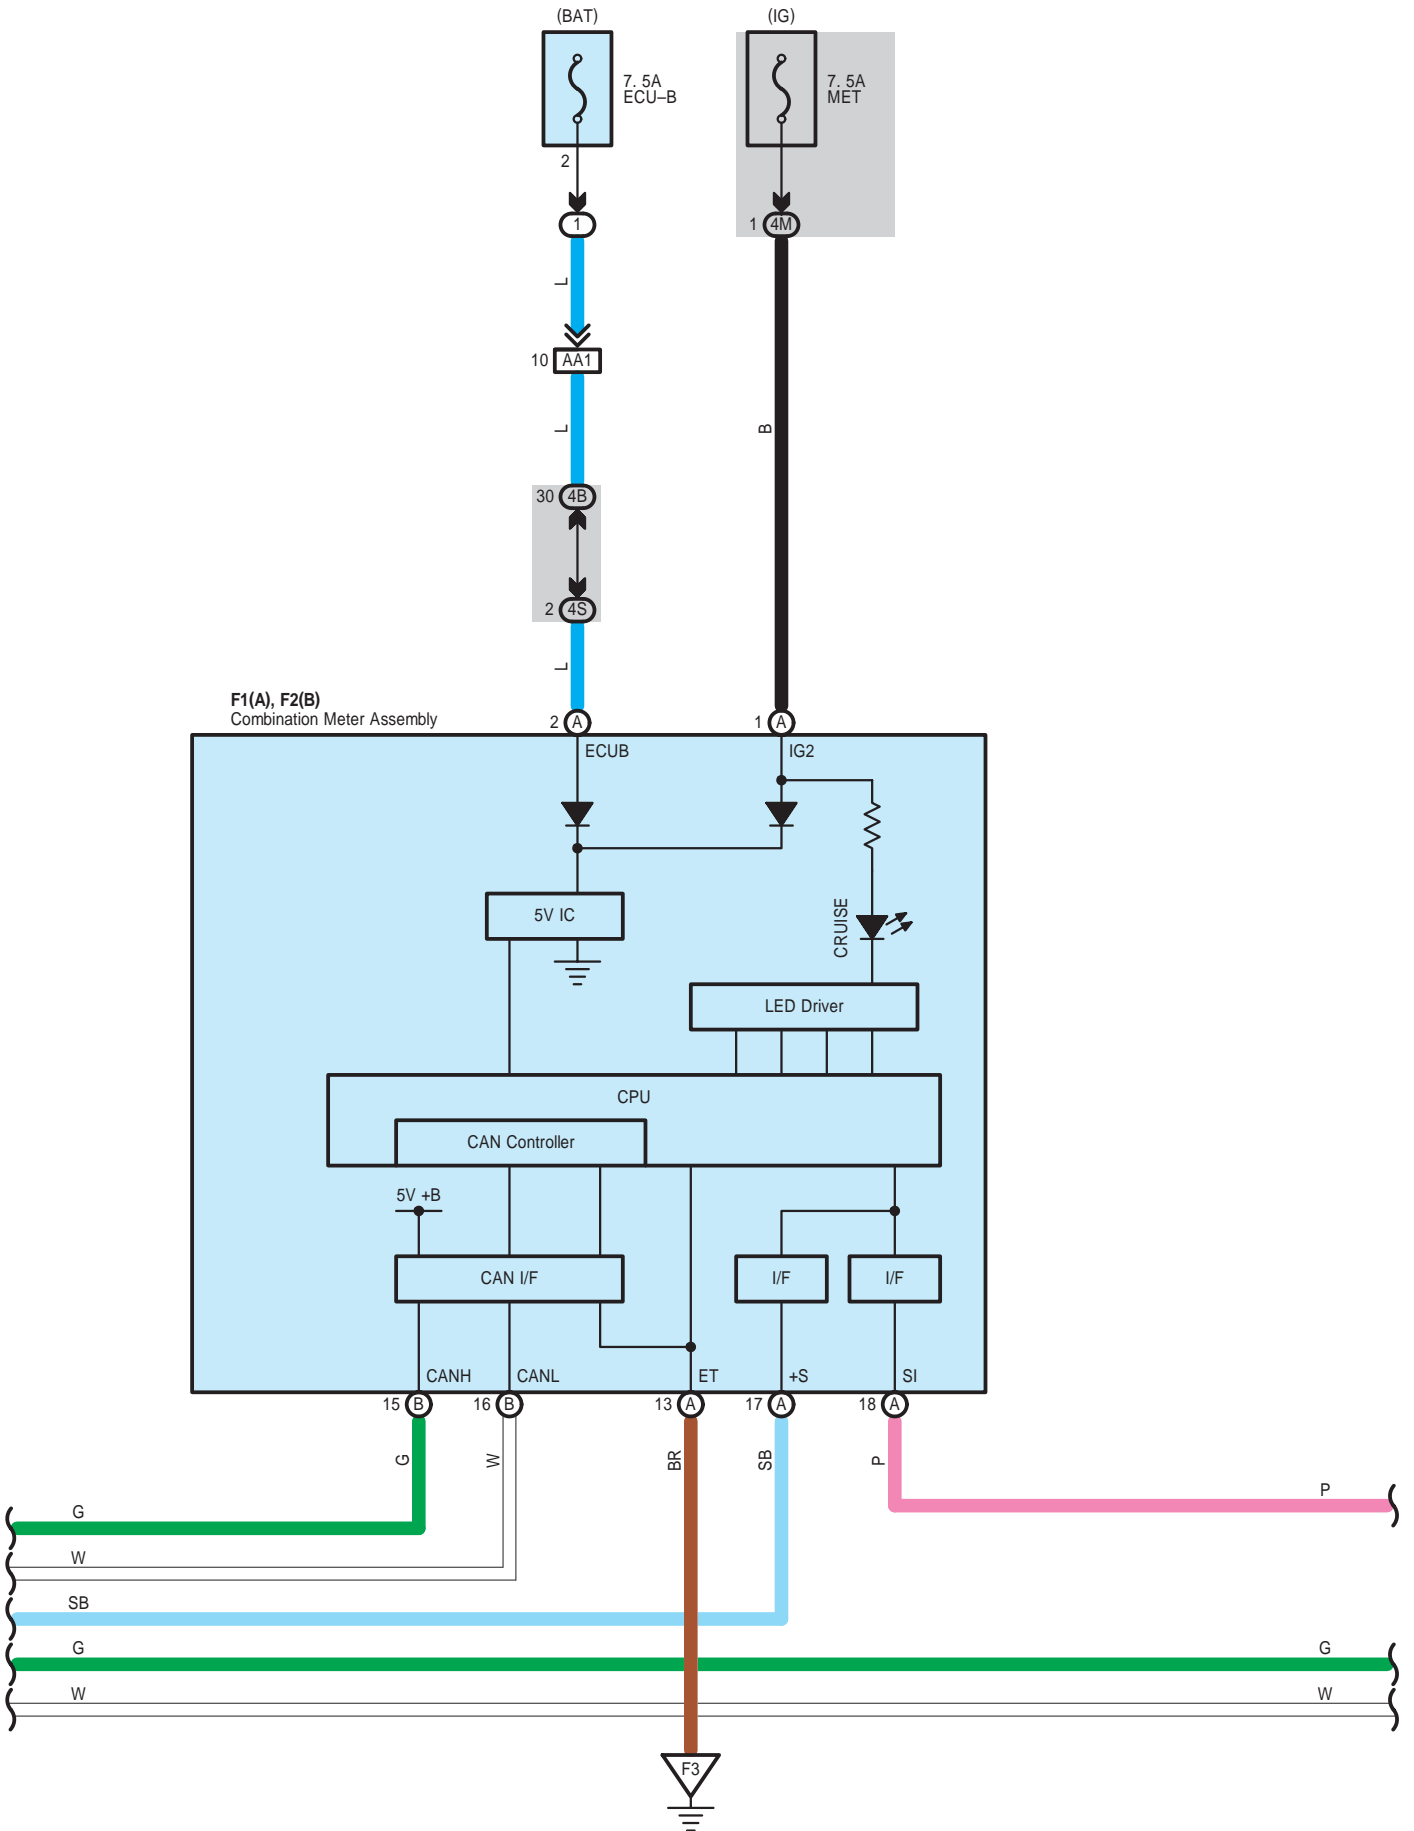 (BAT)
(IG)
7. 5A
ECU–B
7. 5A
MET
2
1
1 4M
L
10 AA1
L
B
30 4B
2 4S
L
F1(A), F2(B)
Combination Meter Assembly
2 A
1 A
ECUB
IG2
5V IC
CRUISE
LED Driver
CPU
CAN Controller
5V +B
CAN I/F
I/F
I/F
CANH
CANL
ET
+S
SI
15 B
16 B
13 A
17 A
18 A
G
W
BR
SB
P
P
G
W
SB
G
G
W
W
F3